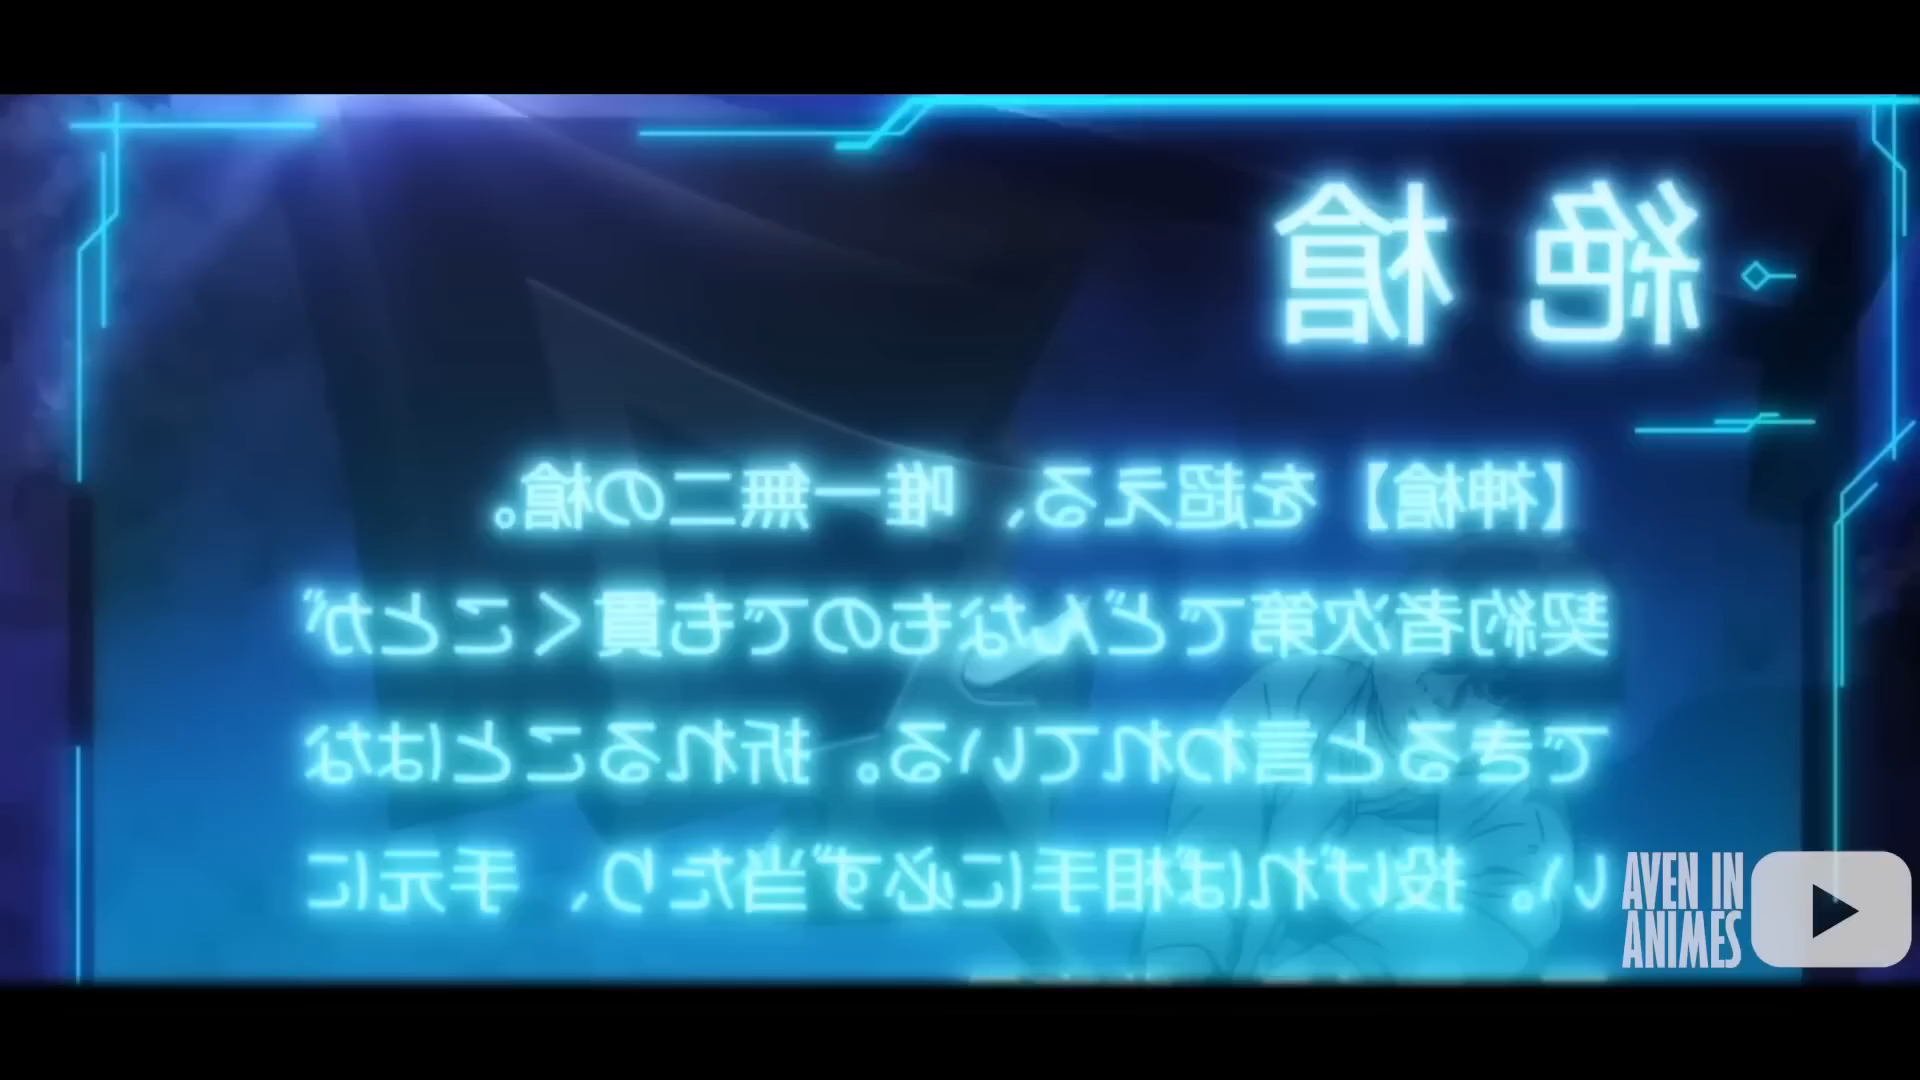 絶槍
【神槍】を超える、唯一無二の槍。
契約者次第でどんなものでも貫くことが
できると言われている。折れることはな
い。投げれば相手に必ず当たり、手元に
AVEN IN
ANIMES